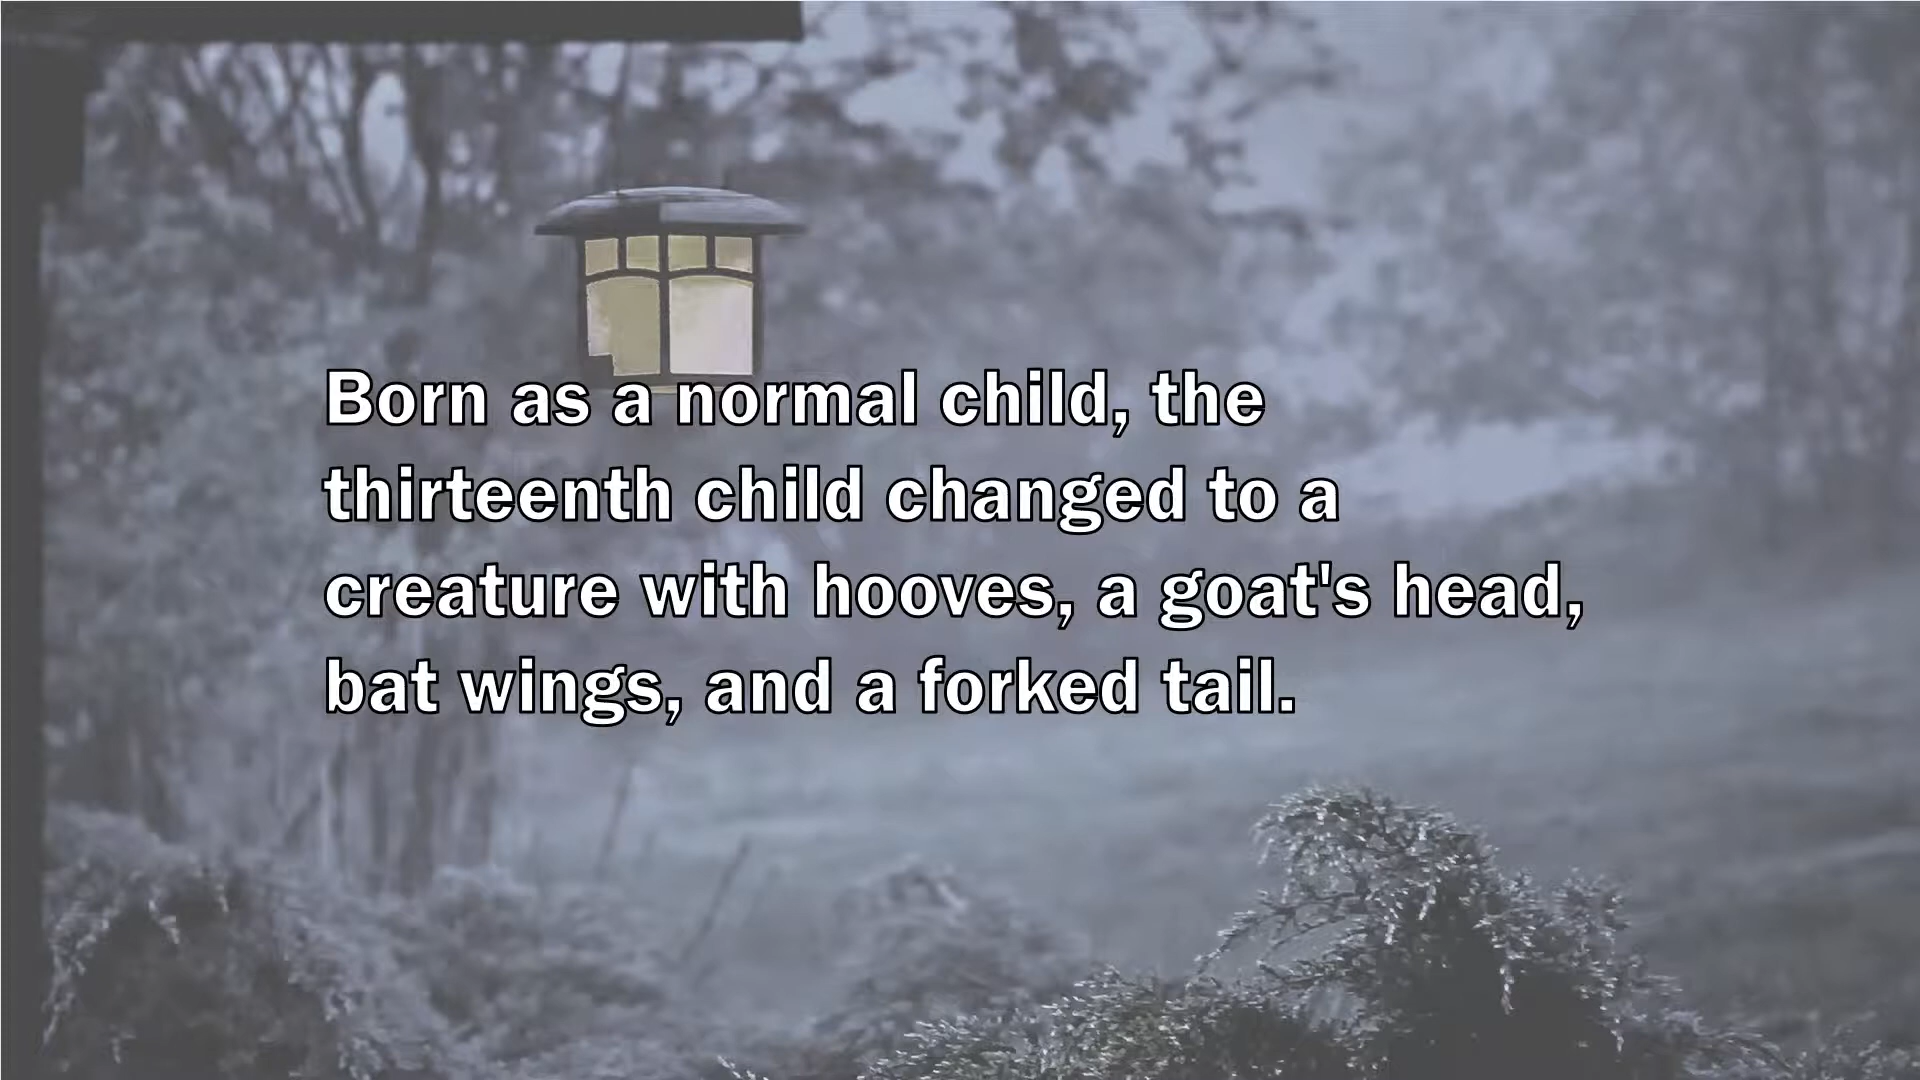 Born as a normal child, the
thirteenth child changed to a
creature with hooves, a goat's head,
bat wings, and a forked tail.